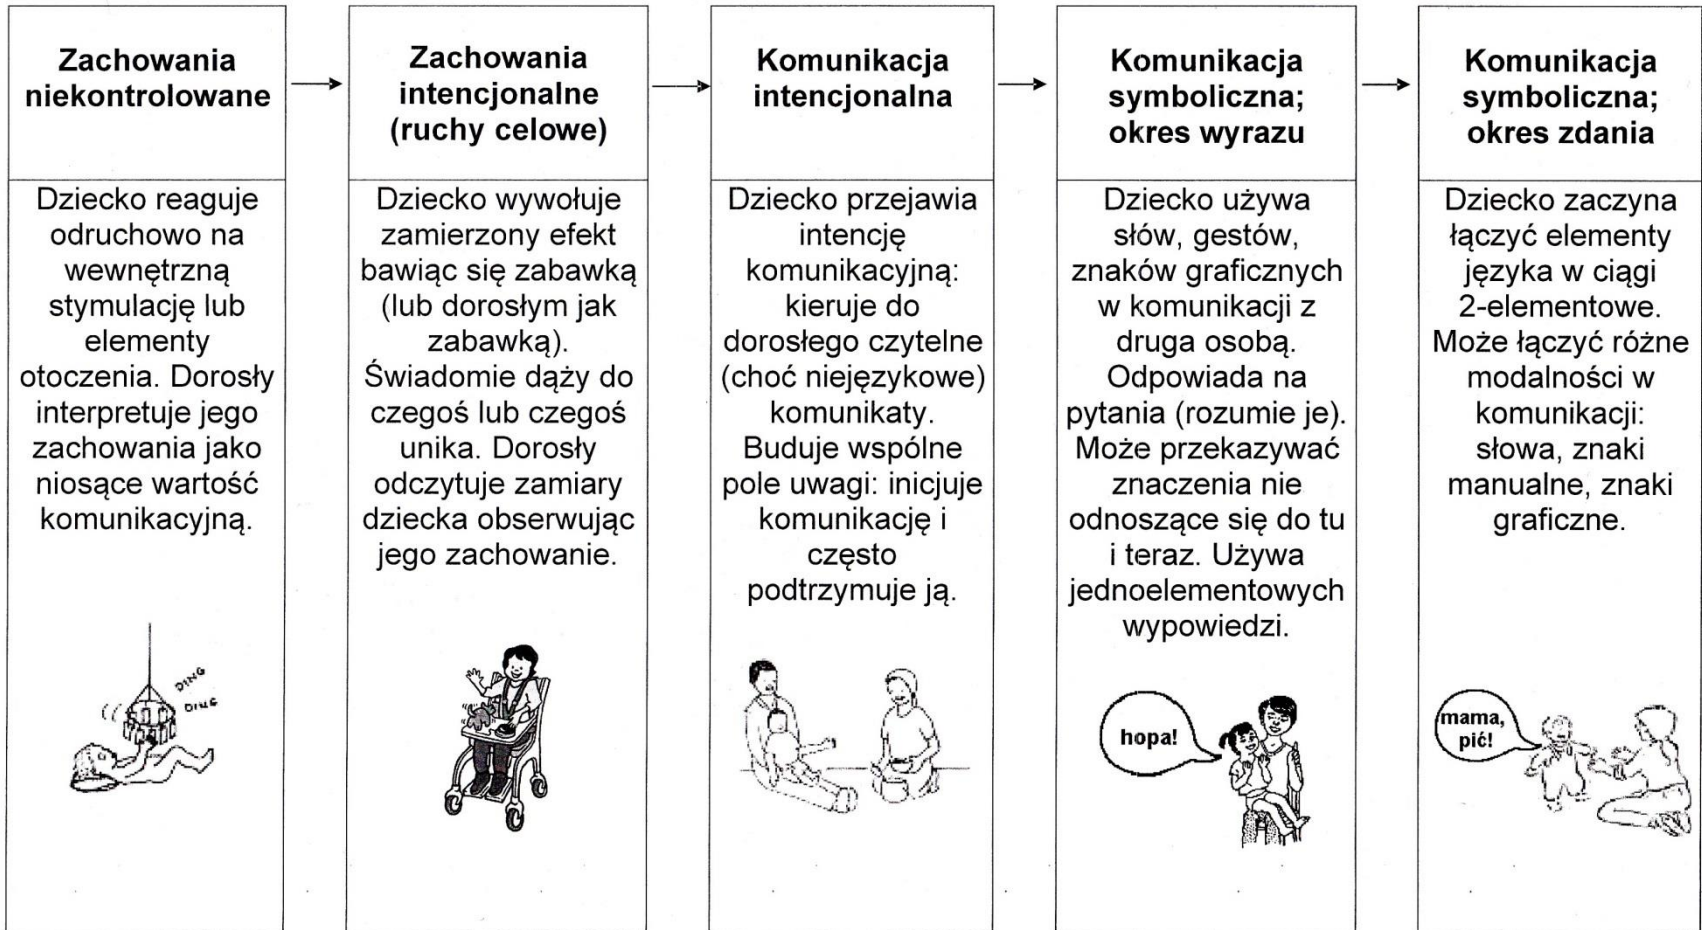 Zachowania
niekontrolowane
Dziecko reaguje
odruchowo na
wewnętrzną
stymulację lub
elementy
otoczenia. Dorosły
interpretuje jego
zachowania jako
niosące wartość
komunikacyjną.
DING
DING
Zachowania
intencjonalne
(ruchy celowe)
Dziecko wywołuje
zamierzony efekt
bawiąc się zabawką
(lub dorosłym jak
zabawką).
Świadomie dąży do
czegoś lub czegoś
unika. Dorosły
odczytuje zamiary
dziecka obserwując
jego zachowanie.
Komunikacja
intencjonalna
Dziecko przejawia
intencję
komunikacyjną:
kieruje do
dorosłego czytelne
(choć niejęzykowe)
komunikaty.
Buduje wspólne
pole uwagi: inicjuje
komunikację i
często
podtrzymuje ją.
Komunikacja
symboliczna;
okres wyrazu
Dziecko używa
słów, gestów,
znaków graficznych
w komunikacji z
druga osobą.
Odpowiada na
pytania (rozumie je).
Może przekazywać
znaczenia nie
odnoszące się do tu
i teraz. Używa
jednoelementowych
wypowiedzi.
hopa!
Komunikacja
symboliczna;
okres zdania
Dziecko zaczyna
łączyć elementy
języka w ciągi
2-elementowe.
Może łączyć różne
modalności w
komunikacji:
słowa, znaki
manualne, znaki
graficzne.
mama,
pić!